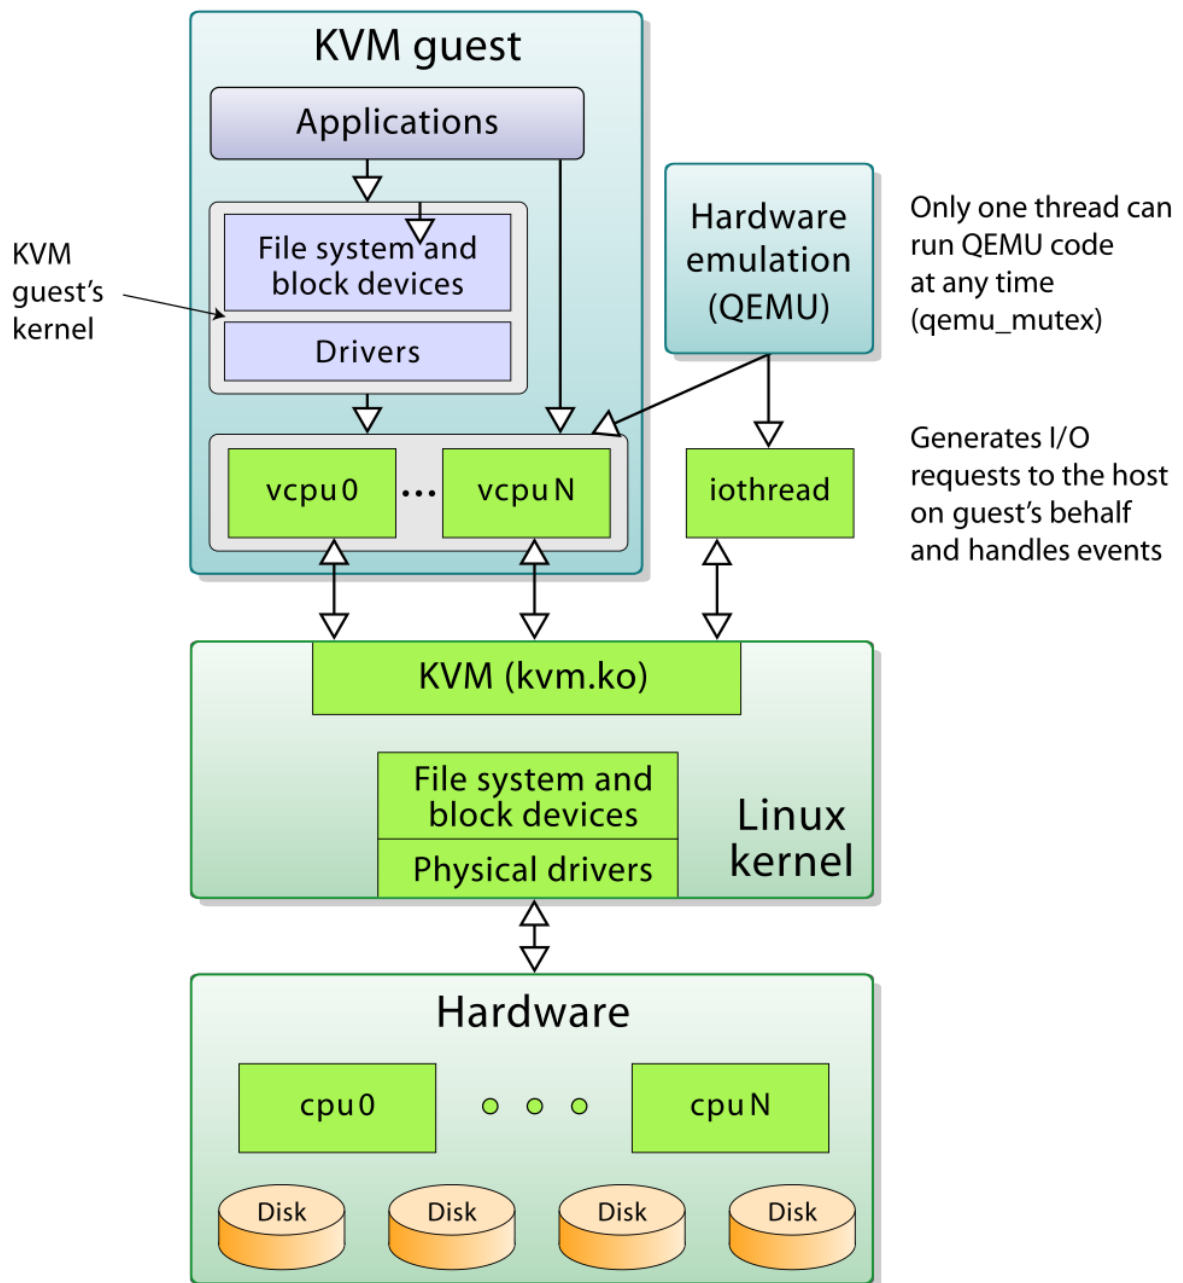 KVM guest
Applications
KVM
guest's
kernel
File system and
block devices
Drivers
Hardware
emulation
(QEMU)
Only one thread can
run QEMU code
at any time
(qemu_mutex)
vcpu 0
...
vcpu N
iothread
Generates I/O
requests to the host
on guest's behalf
and handles events
KVM (kvm.ko)
File system and
block devices
Physical drivers
Linux
kernel
Hardware
cpu 0
cpu N
Disk
Disk
Disk
Disk